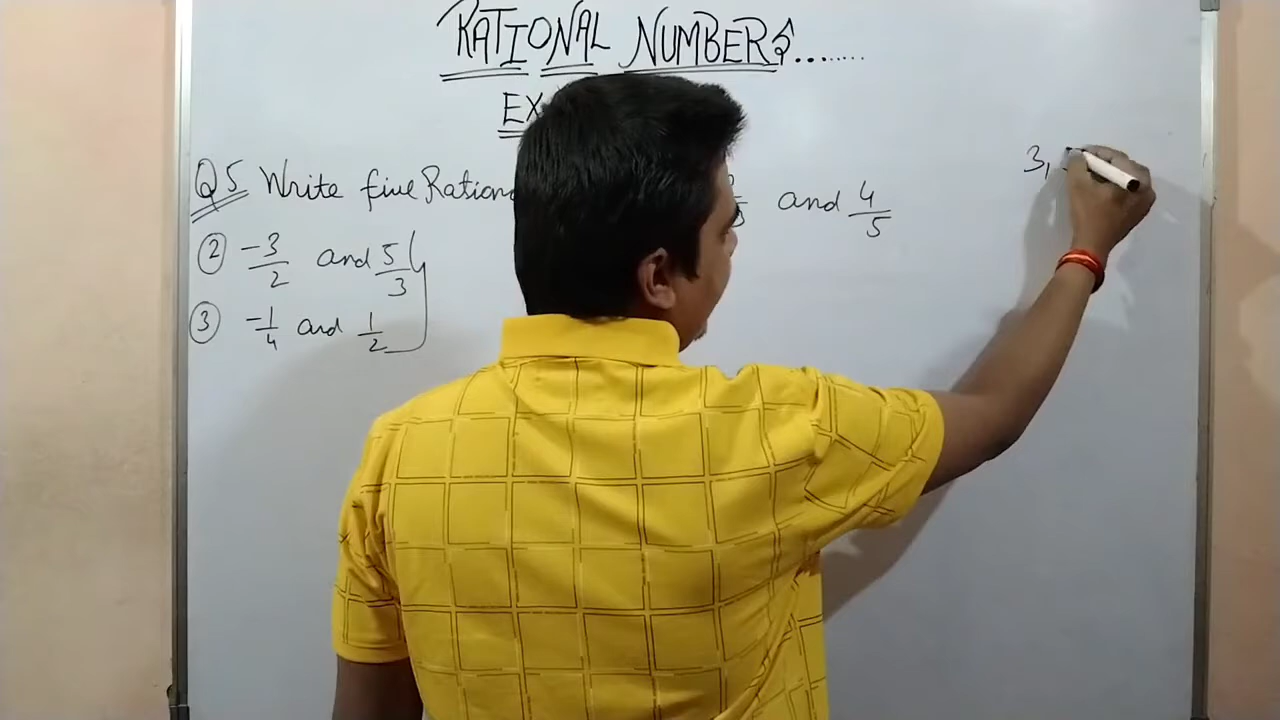 RATIONAL NUMBERS........
EX
Q5 Write five Ration and 4/5
② -3/2 and 5/3
③ -1/4 and 1/2
3,